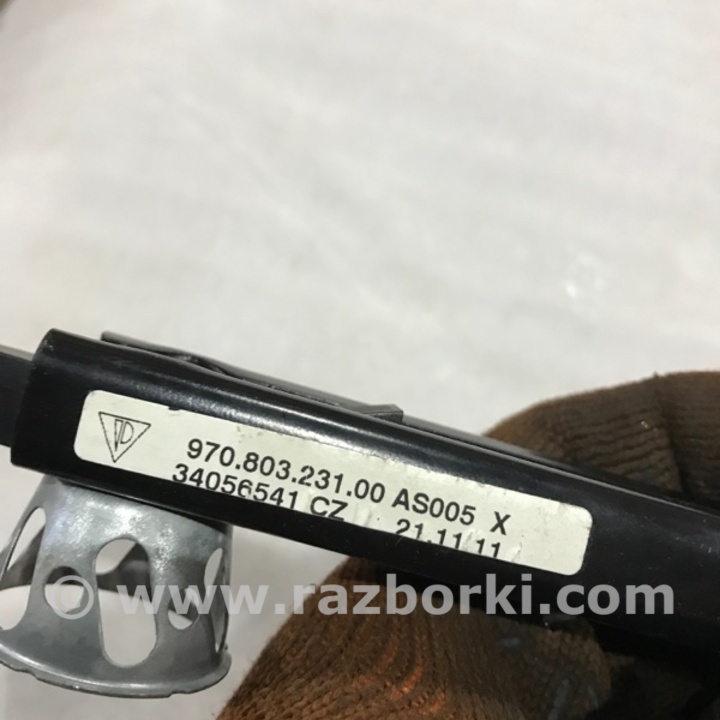 970.803.231.00 AS005 X
34056541 CZ 21.11.11
© www.razborki.com